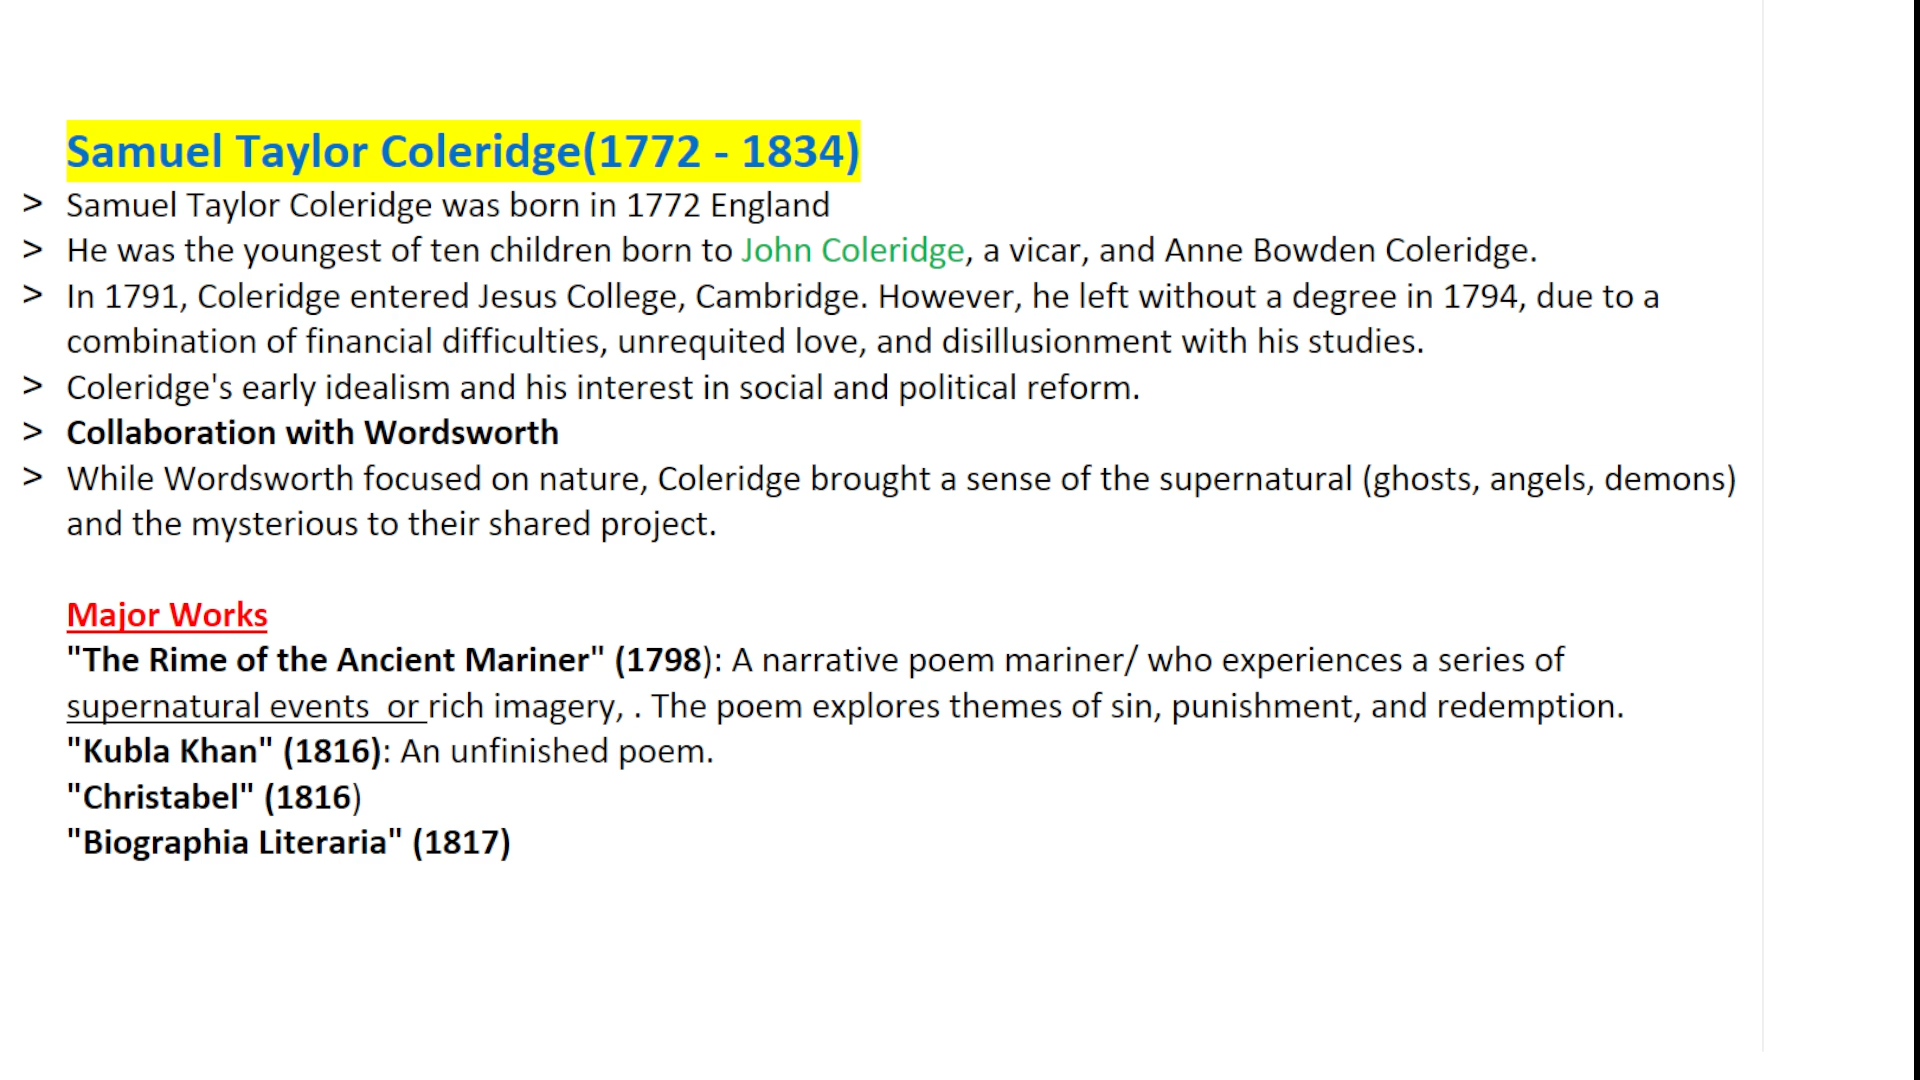 Samuel Taylor Coleridge(1772 - 1834)
> Samuel Taylor Coleridge was born in 1772 England
> He was the youngest of ten children born to John Coleridge, a vicar, and Anne Bowden Coleridge.
> In 1791, Coleridge entered Jesus College, Cambridge. However, he left without a degree in 1794, due to a
combination of financial difficulties, unrequited love, and disillusionment with his studies.
> Coleridge's early idealism and his interest in social and political reform.
> Collaboration with Wordsworth
> While Wordsworth focused on nature, Coleridge brought a sense of the supernatural (ghosts, angels, demons)
and the mysterious to their shared project.
Major Works
"The Rime of the Ancient Mariner" (1798): A narrative poem mariner/ who experiences a series of
supernatural events  or rich imagery, . The poem explores themes of sin, punishment, and redemption.
"Kubla Khan" (1816): An unfinished poem.
"Christabel" (1816)
"Biographia Literaria" (1817)